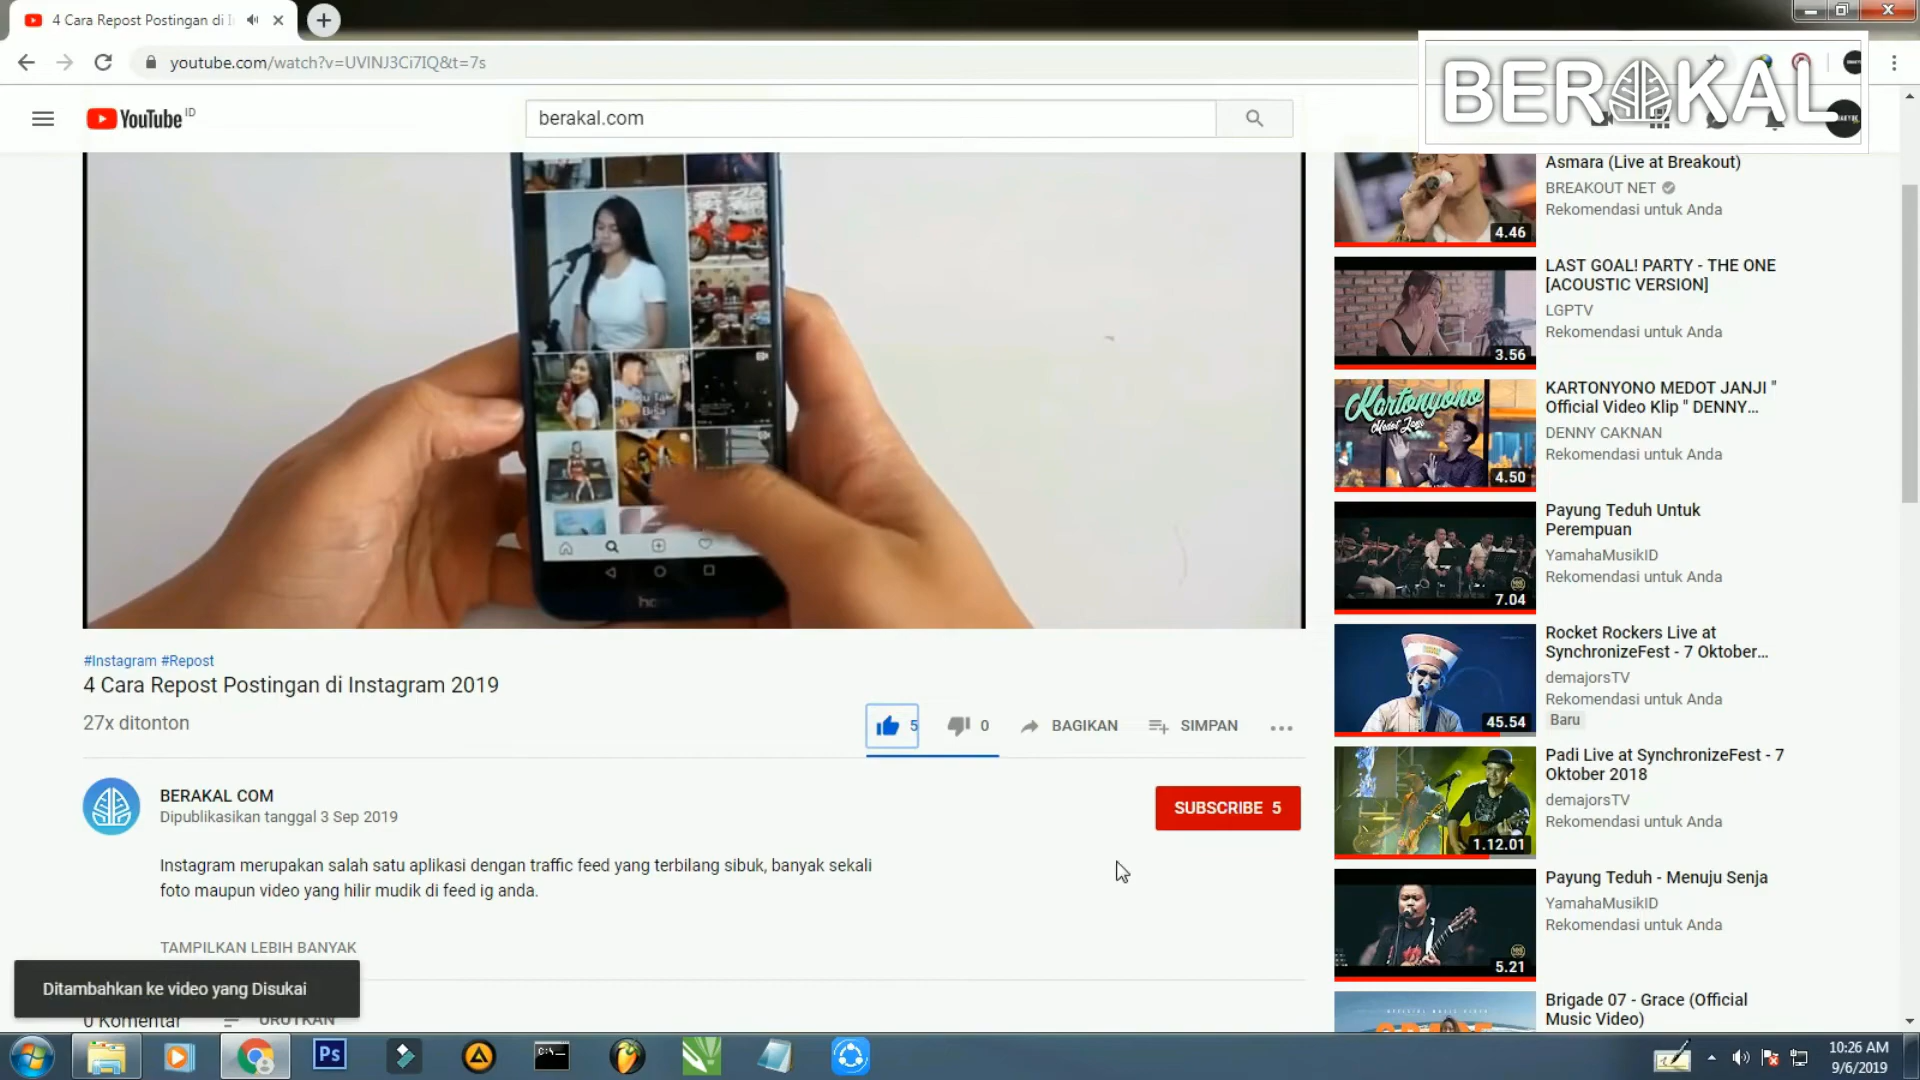 4 Cara Repost Postingan di I
youtube.com/watch?v=UVlNJ3Ci7IQ&t=7s
BERAKAL
YouTube ID
berakal.com
Asmara (Live at Breakout)
BREAKOUT NET
Rekomendasi untuk Anda
4.46
LAST GOAL! PARTY - THE ONE
[ACOUSTIC VERSION]
LGPTV
Rekomendasi untuk Anda
3.56
Kartonyono
Medot Janji
KARTONYONO MEDOT JANJI "
Official Video Klip " DENNY...
DENNY CAKNAN
Rekomendasi untuk Anda
4.50
Payung Teduh Untuk
Perempuan
YamahaMusikID
Rekomendasi untuk Anda
7.04
Rocket Rockers Live at
SynchronizeFest - 7 Oktober...
demajorsTV
Rekomendasi untuk Anda
Baru
45.54
Padi Live at SynchronizeFest - 7
Oktober 2018
demajorsTV
Rekomendasi untuk Anda
1.12.01
Payung Teduh - Menuju Senja
YamahaMusikID
Rekomendasi untuk Anda
5.21
Brigade 07 - Grace (Official
Music Video)
#Instagram #Repost
4 Cara Repost Postingan di Instagram 2019
27x ditonton
5 0 BAGIKAN SIMPAN
BERAKAL COM
Dipublikasikan tanggal 3 Sep 2019
SUBSCRIBE 5
Instagram merupakan salah satu aplikasi dengan traffic feed yang terbilang sibuk, banyak sekali
foto maupun video yang hilir mudik di feed ig anda.
TAMPILKAN LEBIH BANYAK
Ditambahkan ke video yang Disukai
0 Komentar URUTKAN
Ps
C:\
10:26 AM
9/6/2019